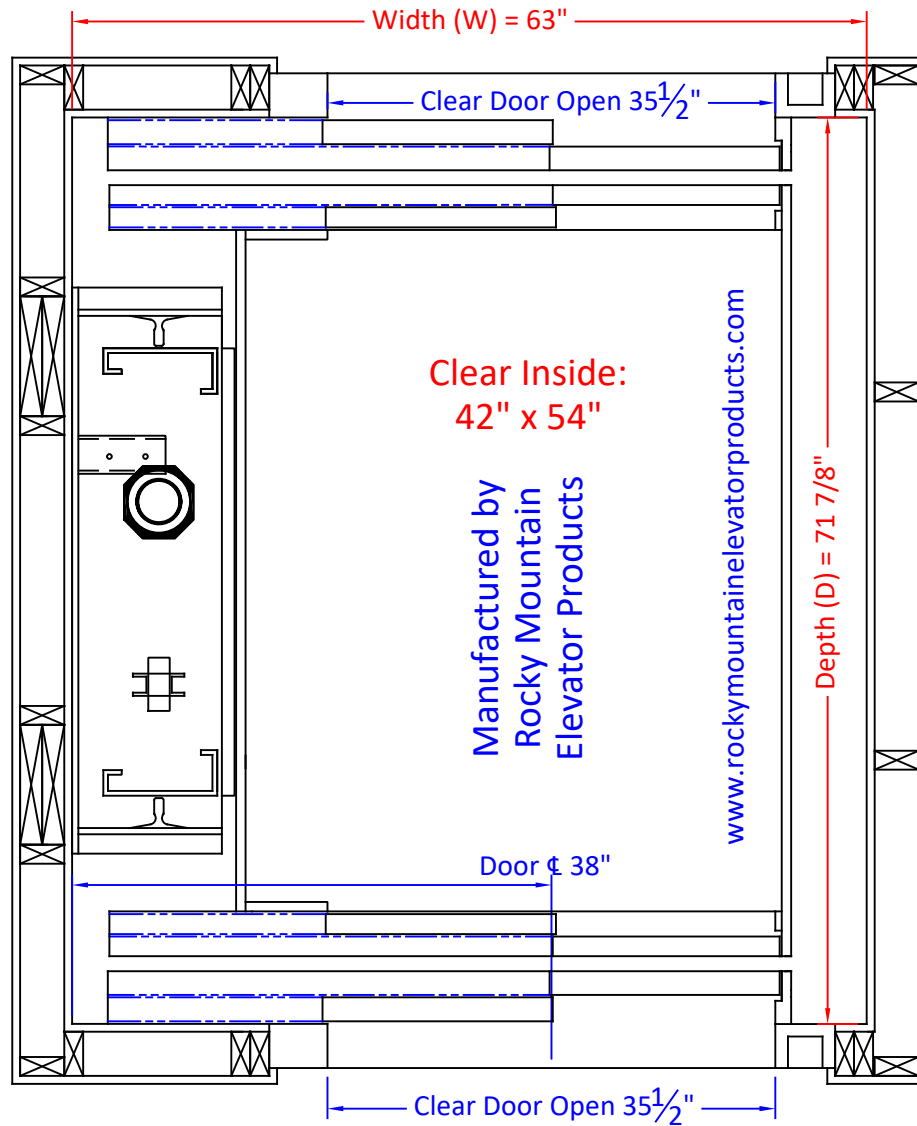 Width (W) = 63"
Clear Door Open 35½"
Clear Inside:
42" x 54"
Manufactured by
Rocky Mountain
Elevator Products
www.rockymountainelevatorproducts.com
Depth (D) = 71 7/8"
Door ℄ 38"
Clear Door Open 35½"